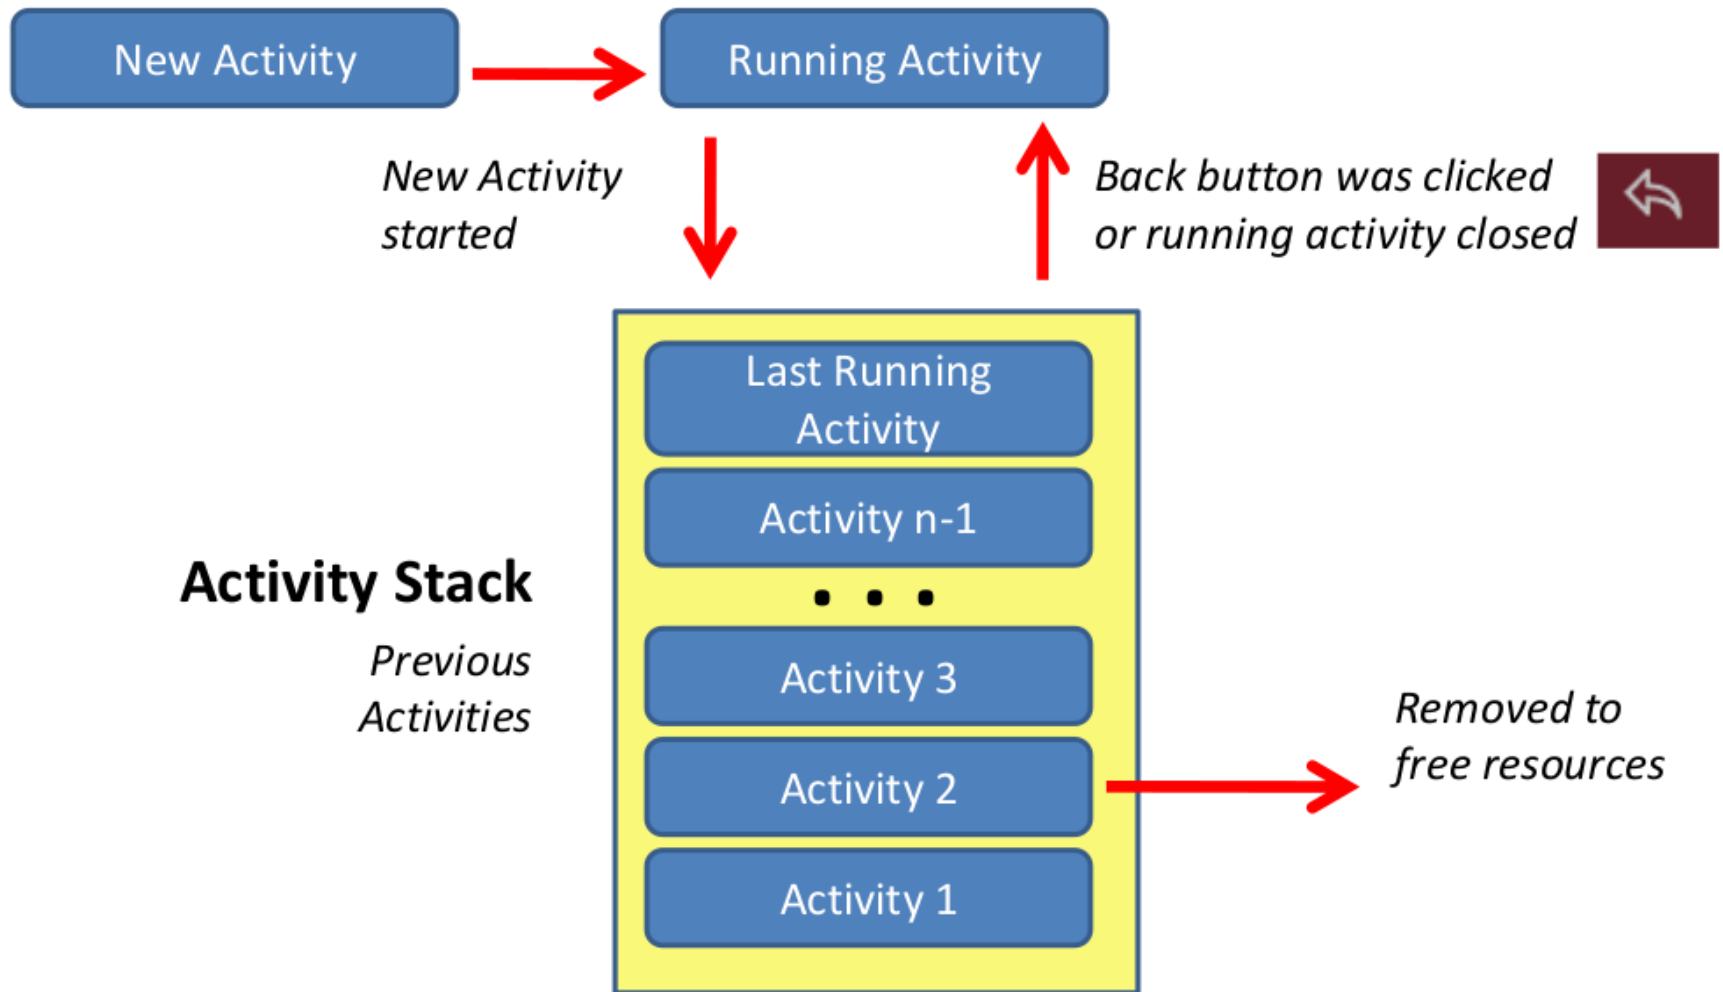 New Activity
Running Activity
New Activity
started
Back button was clicked
or running activity closed
Last Running
Activity
Activity n-1
. . .
Activity Stack
Previous
Activities
Activity 3
Removed to
free resources
Activity 2
Activity 1